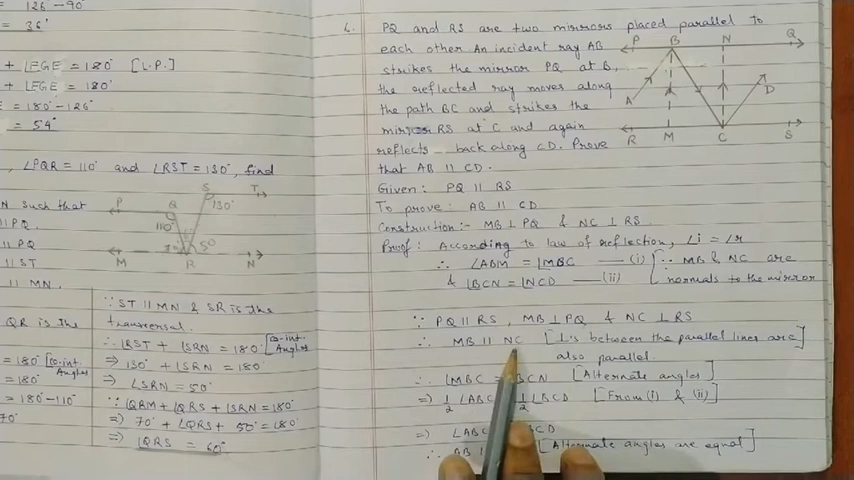 126 - 90
= 36°
+ ∠EGE = 180° [L.P.]
+ ∠EGE = 180°
= 180° - 126°
= 54°
, ∠PQR = 110° and ∠RST = 130°, find
S T
P Q 130°
110°
R 50°
M N
N such that
∥ PQ.
∥ PQ
∥ ST
∥ MN.
QR is the
= 180° [co-int. Angles]
= 180°
= 180° - 110°
70°
∵ ST ∥ MN & SR is the
transversal.
∴ ∠RST + ∠SRN = 180° [co-int. Angles]
⇒ 130° + ∠SRN = 180
⇒ ∠SRN = 50°
∵ ∠QRM + ∠QRS + ∠SRN = 180°
⇒ 70° + ∠QRS + 50° = 180°
⇒ ∠QRS = 60°
PQ and RS are two mirrors placed parallel to
each other An incident ray AB
strikes the mirror PQ at B,
the reflected ray moves along
the path BC and strikes the
mirror RS at C and again
reflects back along CD. Prove
that AB ∥ CD.
P B N Q
A D
R M C S
Given: PQ ∥ RS
To prove: AB ∥ CD
Construction:- MB ⊥ PQ & NC ⊥ RS.
Proof: According to law of reflection, ∠i = ∠r
∴ ∠ABM = ∠MBC —— (i) [∵ MB & NC are
& ∠BCN = ∠NCD —— (ii) normals to the mirror
∵ PQ ∥ RS, MB ⊥ PQ & NC ⊥ RS
∴ MB ∥ NC [⊥'s between the parallel lines are]
also parallel.
∴ ∠MBC = BCN [Alternate angles]
⇒ 1/2 ∠ABC 1/2 ∠BCD [From (i) & (ii)]
⇒ ∠ABC BCD
∴ AB [Alternate angles are equal]